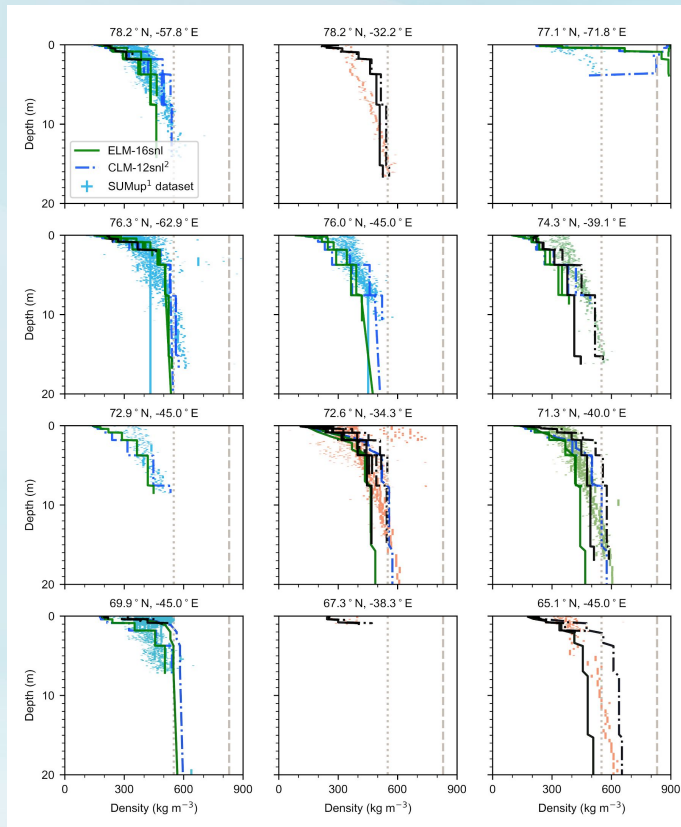 78.2°N, -57.8°E
78.2°N, -32.2°E
77.1°N, -71.8°E
0
10
20
Depth (m)
ELM-16snl
CLM-12snl²
SUMup¹ dataset
76.3°N, -62.9°E
76.0°N, -45.0°E
74.3°N, -39.1°E
0
10
20
Depth (m)
72.9°N, -45.0°E
72.6°N, -34.3°E
71.3°N, -40.0°E
0
10
20
Depth (m)
69.9°N, -45.0°E
67.3°N, -38.3°E
65.1°N, -45.0°E
0
10
20
Depth (m)
0 300 600 900
0 300 600 900
0 300 600 900
Density (kg m⁻³)
Density (kg m⁻³)
Density (kg m⁻³)